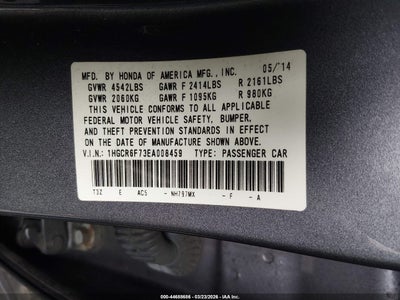 MFD. BY HONDA OF AMERICA MFG., INC. 05/'14
GVWR 4542LBS GAWR F 2414LBS R 2161LBS
GVWR 2060KG GAWR F 1095KG R 980KG
THIS VEHICLE CONFORMS TO ALL APPLICABLE
FEDERAL MOTOR VEHICLE SAFETY, BUMPER,
AND THEFT PREVENTION STANDARDS IN EFFECT
ON THE DATE OF MANUFACTURE SHOWN ABOVE.
V.I.N.: 1HGCR6F73EA008459 TYPE: PASSENGER CAR
T3Z E AC5 - NH797MX - F - A
000-44688686 - 03/23/2026 - IAA, Inc.